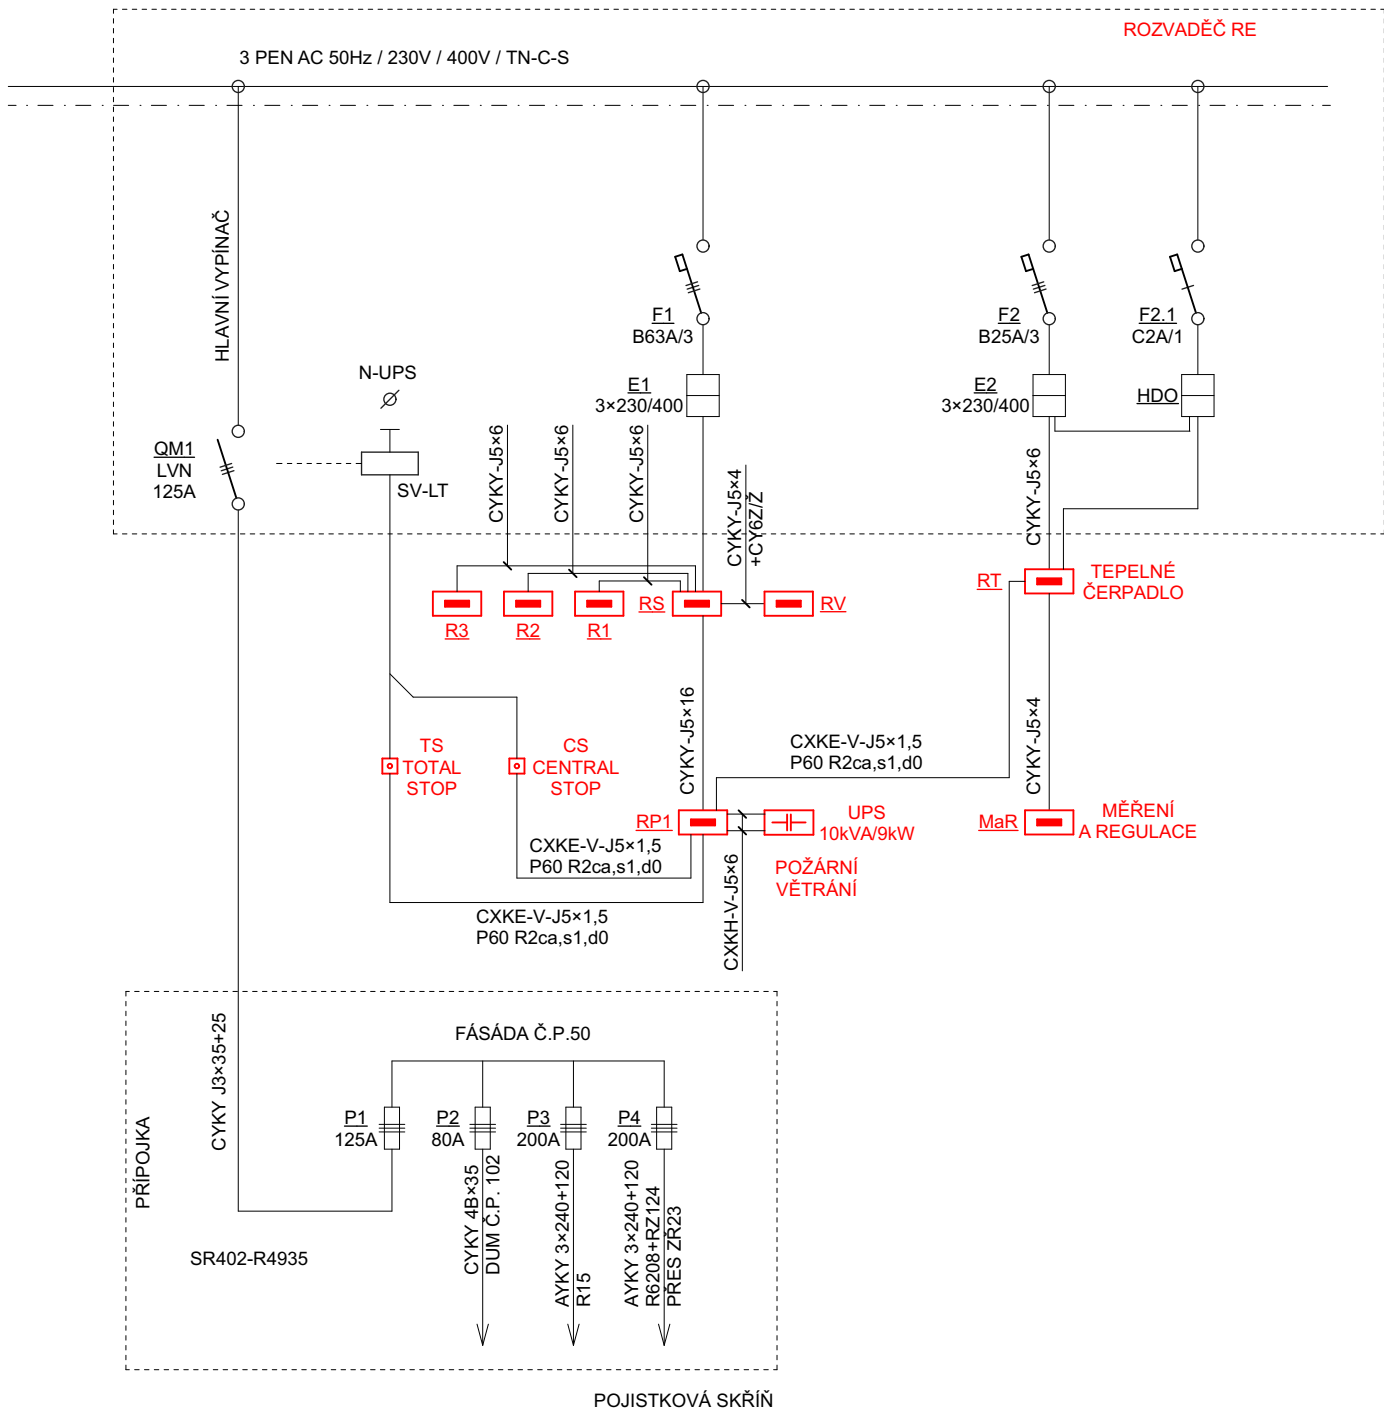 ROZVADĚČ RE
3 PEN AC 50Hz / 230V / 400V / TN-C-S
HLAVNÍ VYPÍNAČ
F1
B63A/3
F2
B25A/3
F2.1
C2A/1
N-UPS
E1
3×230/400
E2
3×230/400
HDO
QM1
LVN
125A
SV-LT
CYKY-J5×6
CYKY-J5×6
CYKY-J5×6
CYKY-J5×4
+CY6Z/Ž
CYKY-J5×6
R3
R2
R1
RS
RV
RT
TEPELNÉ
ČERPADLO
CYKY-J5×16
CYKY-J5×4
TS
TOTAL
STOP
CS
CENTRAL
STOP
CXKE-V-J5×1,5
P60 R2ca,s1,d0
RP1
UPS
10kVA/9kW
MaR
MĚŘENÍ
A REGULACE
CXKE-V-J5×1,5
P60 R2ca,s1,d0
POŽÁRNÍ
VĚTRÁNÍ
CXKH-V-J5×6
CXKE-V-J5×1,5
P60 R2ca,s1,d0
FÁSÁDA Č.P.50
CYKY J3×35+25
PŘÍPOJKA
P1
125A
P2
80A
P3
200A
P4
200A
CYKY 4B×35
DUM Č.P. 102
AYKY 3×240+120
R15
AYKY 3×240+120
R6208+RZ124
PŘES ZŘ23
SR402-R4935
POJISTKOVÁ SKŘÍŇ